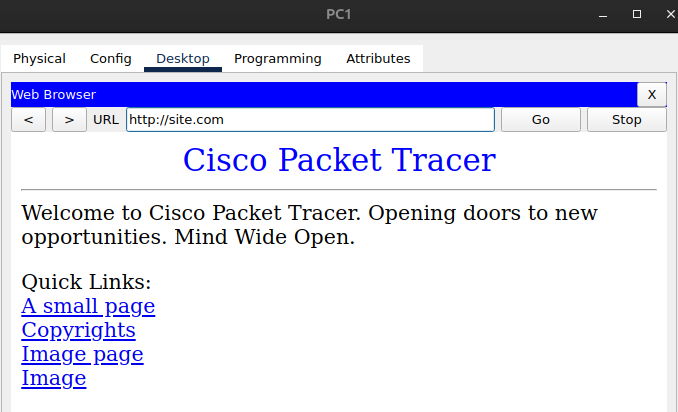 PC1
Physical Config Desktop Programming Attributes
Web Browser X
< > URL http://site.com Go Stop
Cisco Packet Tracer
Welcome to Cisco Packet Tracer. Opening doors to new
opportunities. Mind Wide Open.
Quick Links:
A small page
Copyrights
Image page
Image